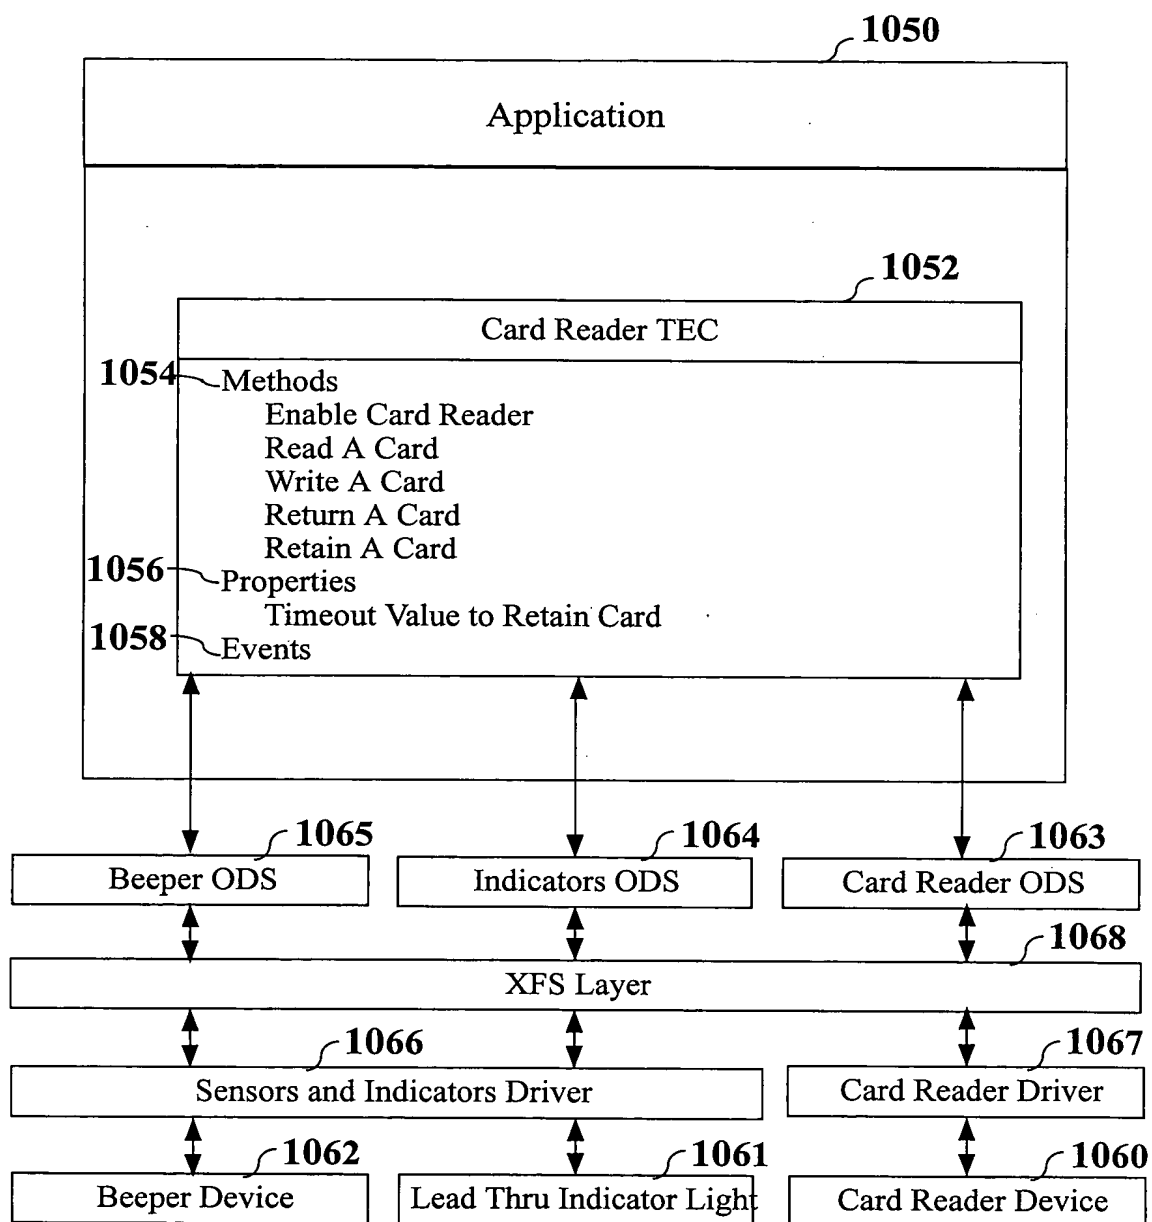 1050
Application
1052
Card Reader TEC
1054
Methods
Enable Card Reader
Read A Card
Write A Card
Return A Card
Retain A Card
1056
Properties
Timeout Value to Retain Card
1058
Events
1065
1064
1063
Beeper ODS
Indicators ODS
Card Reader ODS
1068
XFS Layer
1066
1067
Sensors and Indicators Driver
Card Reader Driver
1062
1061
1060
Beeper Device
Lead Thru Indicator Light
Card Reader Device